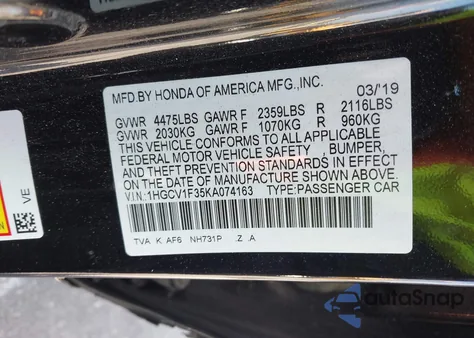 MFD.BY HONDA OF AMERICA MFG.,INC. 03/'19
GVWR 4475LBS GAWR F 2359LBS R 2116LBS
GVWR 2030KG GAWR F 1070KG R 960KG
THIS VEHICLE CONFORMS TO ALL APPLICABLE
FEDERAL MOTOR VEHICLE SAFETY , BUMPER,
AND THEFT PREVENTION STANDARDS IN EFFECT
ON THE DATE OF MANUFACTURE SHOWN ABOVE.
V.I.N:1HGCV1F35KA074163 TYPE:PASSENGER CAR
TVA K AF6 NH731P .Z .A
VE
autoSnap